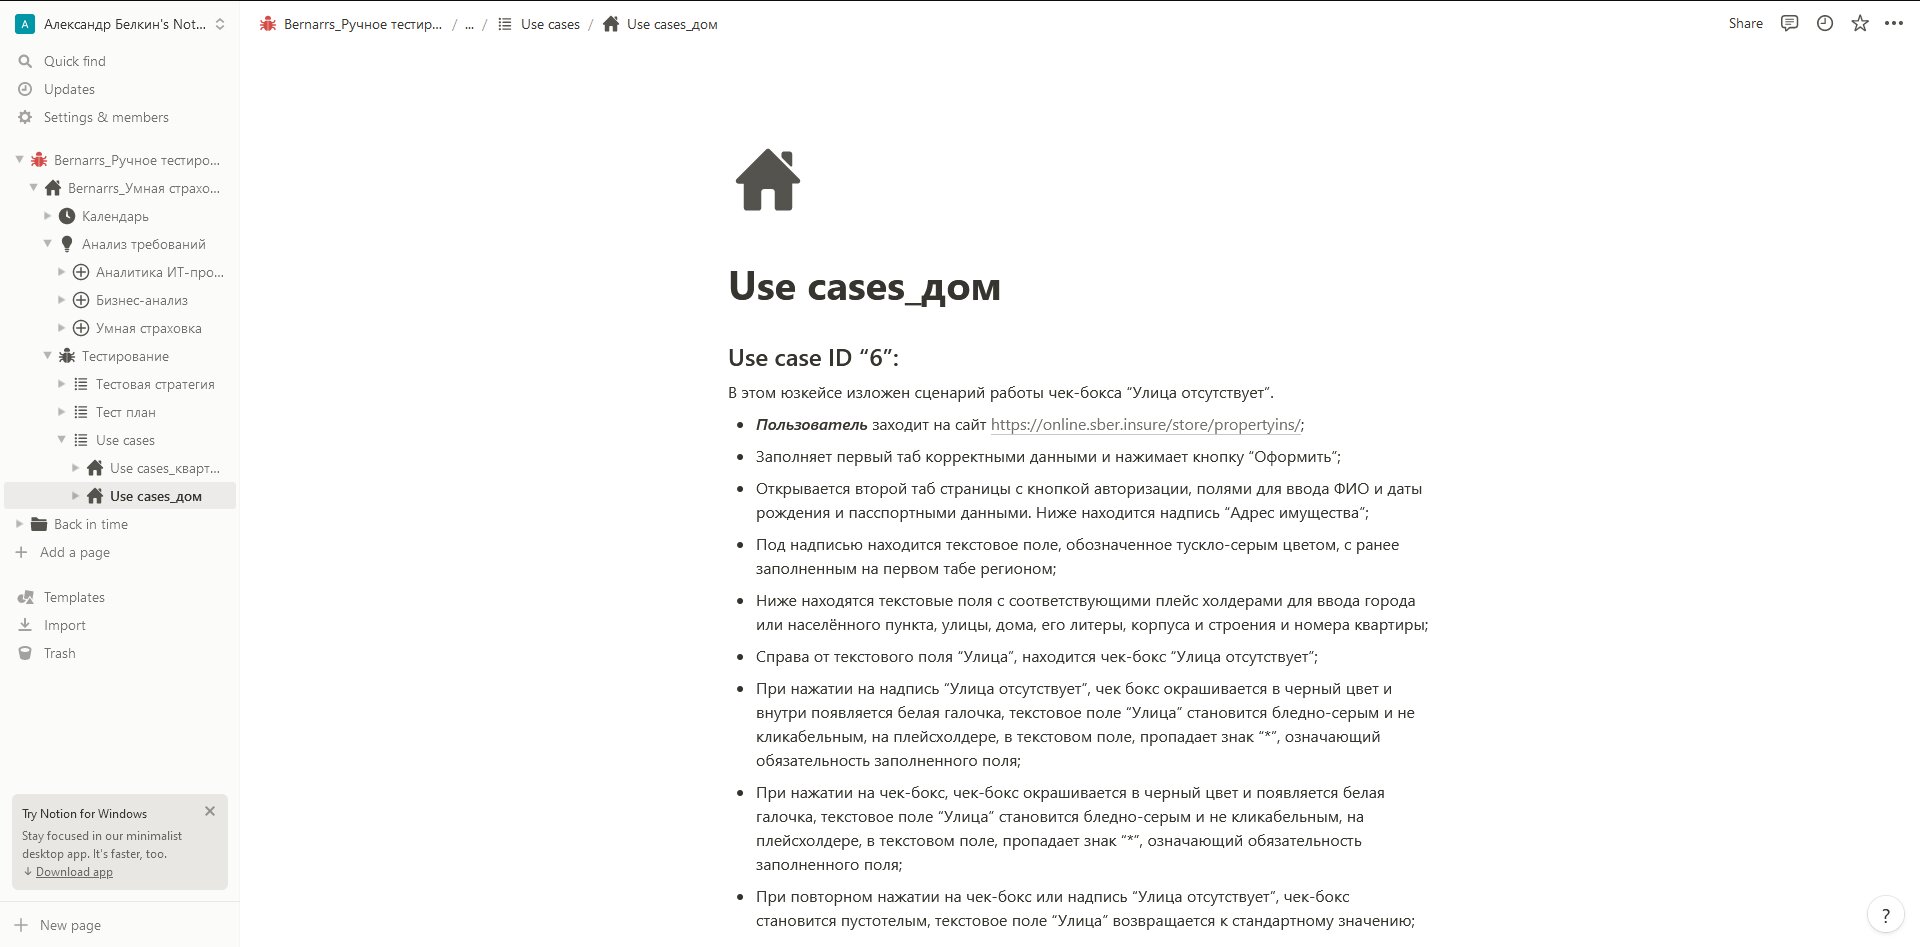 A Александр Белкин's Not...
Quick find
Updates
Settings & members
Bernarrs_Ручное тестиро...
Bernarrs_Умная страхо...
Календарь
Анализ требований
Аналитика ИТ-про...
Бизнес-анализ
Умная страховка
Тестирование
Тестовая стратегия
Тест план
Use cases
Use cases_кварт...
Use cases_дом
Back in time
Add a page
Templates
Import
Trash
Try Notion for Windows
Stay focused in our minimalist
desktop app. It's faster, too.
Download app
New page
Bernarrs_Ручное тестир... / ... / Use cases / Use cases_дом
Share
Use cases_дом
Use case ID “6”:
В этом юзкейсе изложен сценарий работы чек-бокса “Улица отсутствует”.
• Пользователь заходит на сайт https://online.sber.insure/store/propertyins/;
• Заполняет первый таб корректными данными и нажимает кнопку “Оформить”;
• Открывается второй таб страницы с кнопкой авторизации, полями для ввода ФИО и даты
рождения и пасспортными данными. Ниже находится надпись “Адрес имущества”;
• Под надписью находится текстовое поле, обозначенное тускло-серым цветом, с ранее
заполненным на первом табе регионом;
• Ниже находятся текстовые поля с соответствующими плейс холдерами для ввода города
или населённого пункта, улицы, дома, его литеры, корпуса и строения и номера квартиры;
• Справа от текстового поля “Улица”, находится чек-бокс “Улица отсутствует”;
• При нажатии на надпись “Улица отсутствует”, чек бокс окрашивается в черный цвет и
внутри появляется белая галочка, текстовое поле “Улица” становится бледно-серым и не
кликабельным, на плейсхолдере, в текстовом поле, пропадает знак “*”, означающий
обязательность заполненного поля;
• При нажатии на чек-бокс, чек-бокс окрашивается в черный цвет и появляется белая
галочка, текстовое поле “Улица” становится бледно-серым и не кликабельным, на
плейсхолдере, в текстовом поле, пропадает знак “*”, означающий обязательность
заполненного поля;
• При повторном нажатии на чек-бокс или надпись “Улица отсутствует”, чек-бокс
становится пустотелым, текстовое поле “Улица” возвращается к стандартному значению;
?